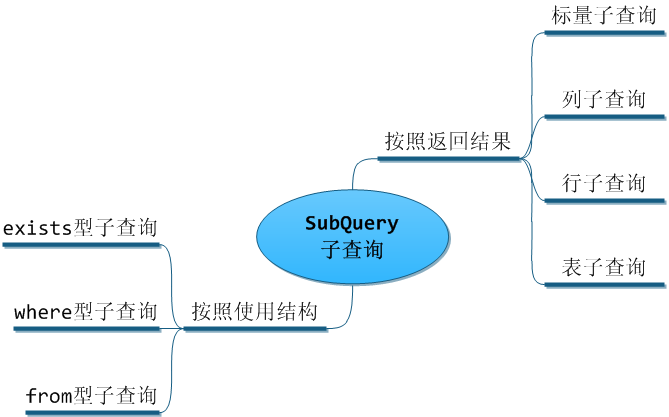 标量子查询
列子查询
按照返回结果
行子查询
SubQuery
子查询
exists型子查询
表子查询
where型子查询
按照使用结构
from型子查询